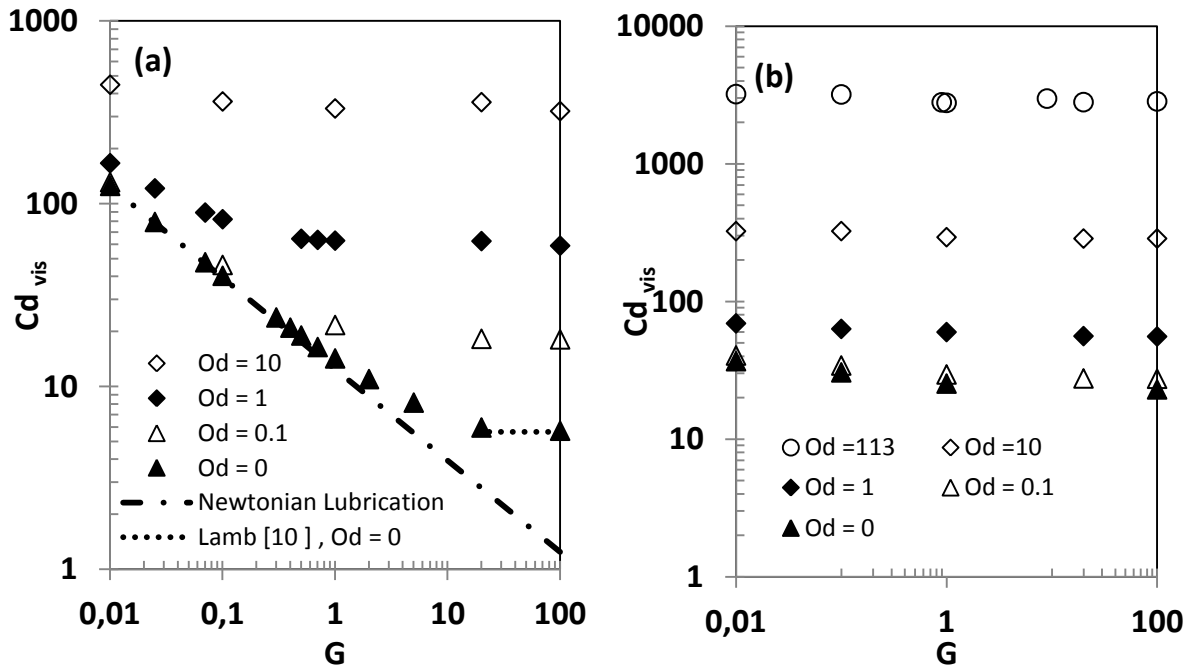 1000
100
10
1
Cd vis
(a)
Od = 10
Od = 1
Od = 0.1
Od = 0
Newtonian Lubrication
Lamb [10 ] , Od = 0
0,01
0,1
1
10
100
G
10000
1000
100
10
1
Cd vis
(b)
Od =113
Od =10
Od = 1
Od = 0.1
Od = 0
0,01
1
100
G